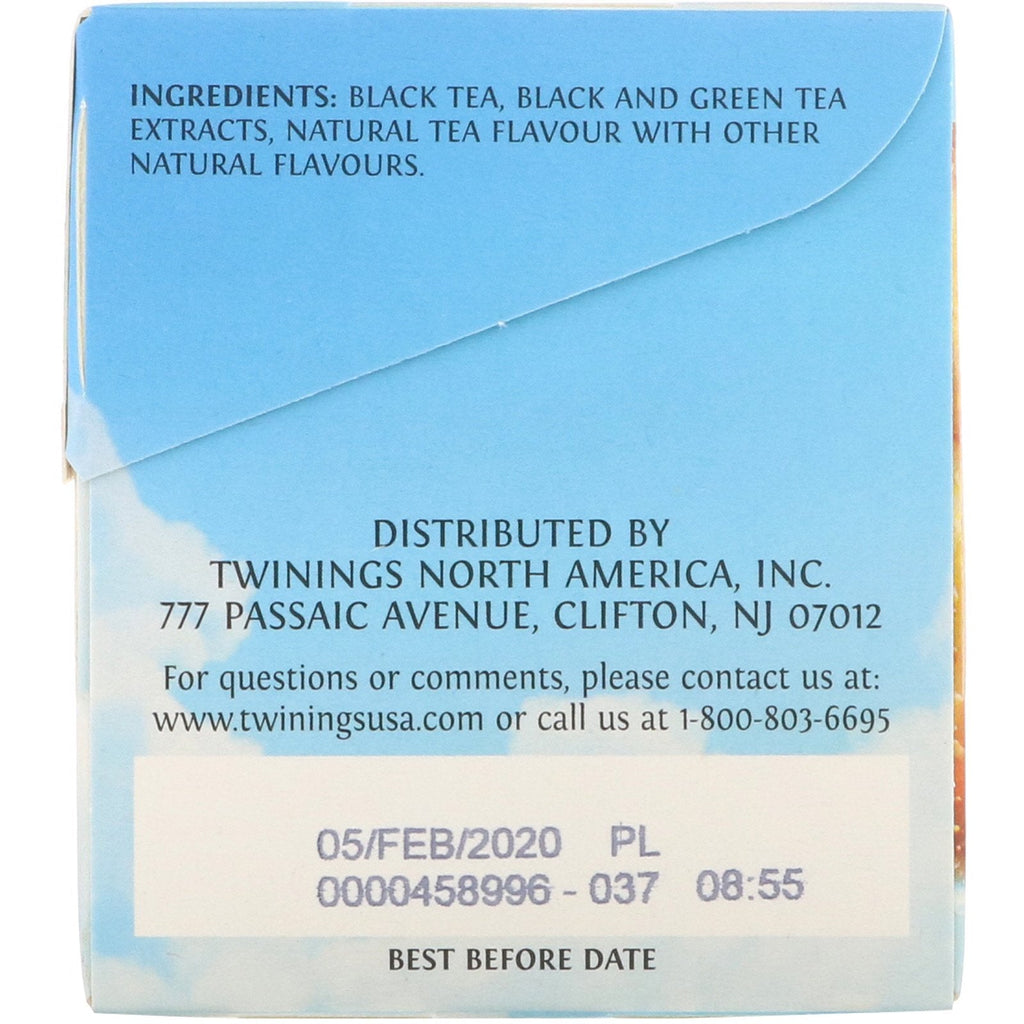 INGREDIENTS: BLACK TEA, BLACK AND GREEN TEA
EXTRACTS, NATURAL TEA FLAVOUR WITH OTHER
NATURAL FLAVOURS.
DISTRIBUTED BY
TWININGS NORTH AMERICA, INC.
777 PASSAIC AVENUE, CLIFTON, NJ 07012
For questions or comments, please contact us at:
www.twiningsusa.com or call us at 1-800-803-6695
05/FEB/2020 PL
0000458996 - 037 08:55
BEST BEFORE DATE